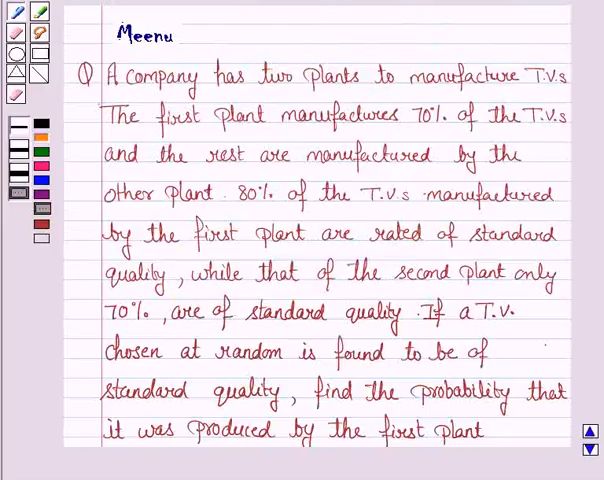 Meenu
Q A company has two plants to manufacture T.V.s
The first plant manufactures 70% of the T.V.s
and the rest are manufactured by the
other plant. 80% of the T.V.s manufactured
by the first plant are rated of standard
quality, while that of the second plant only
70%, are of standard quality. If a T.V.
chosen at random is found to be of
standard quality, find the probability that
it was produced by the first plant